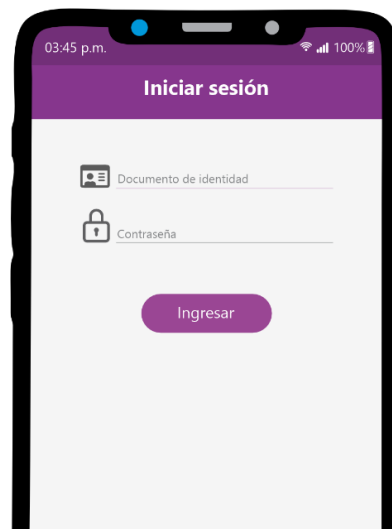 03:45 p.m. 100%
Iniciar sesión
Documento de identidad
Contraseña
Ingresar